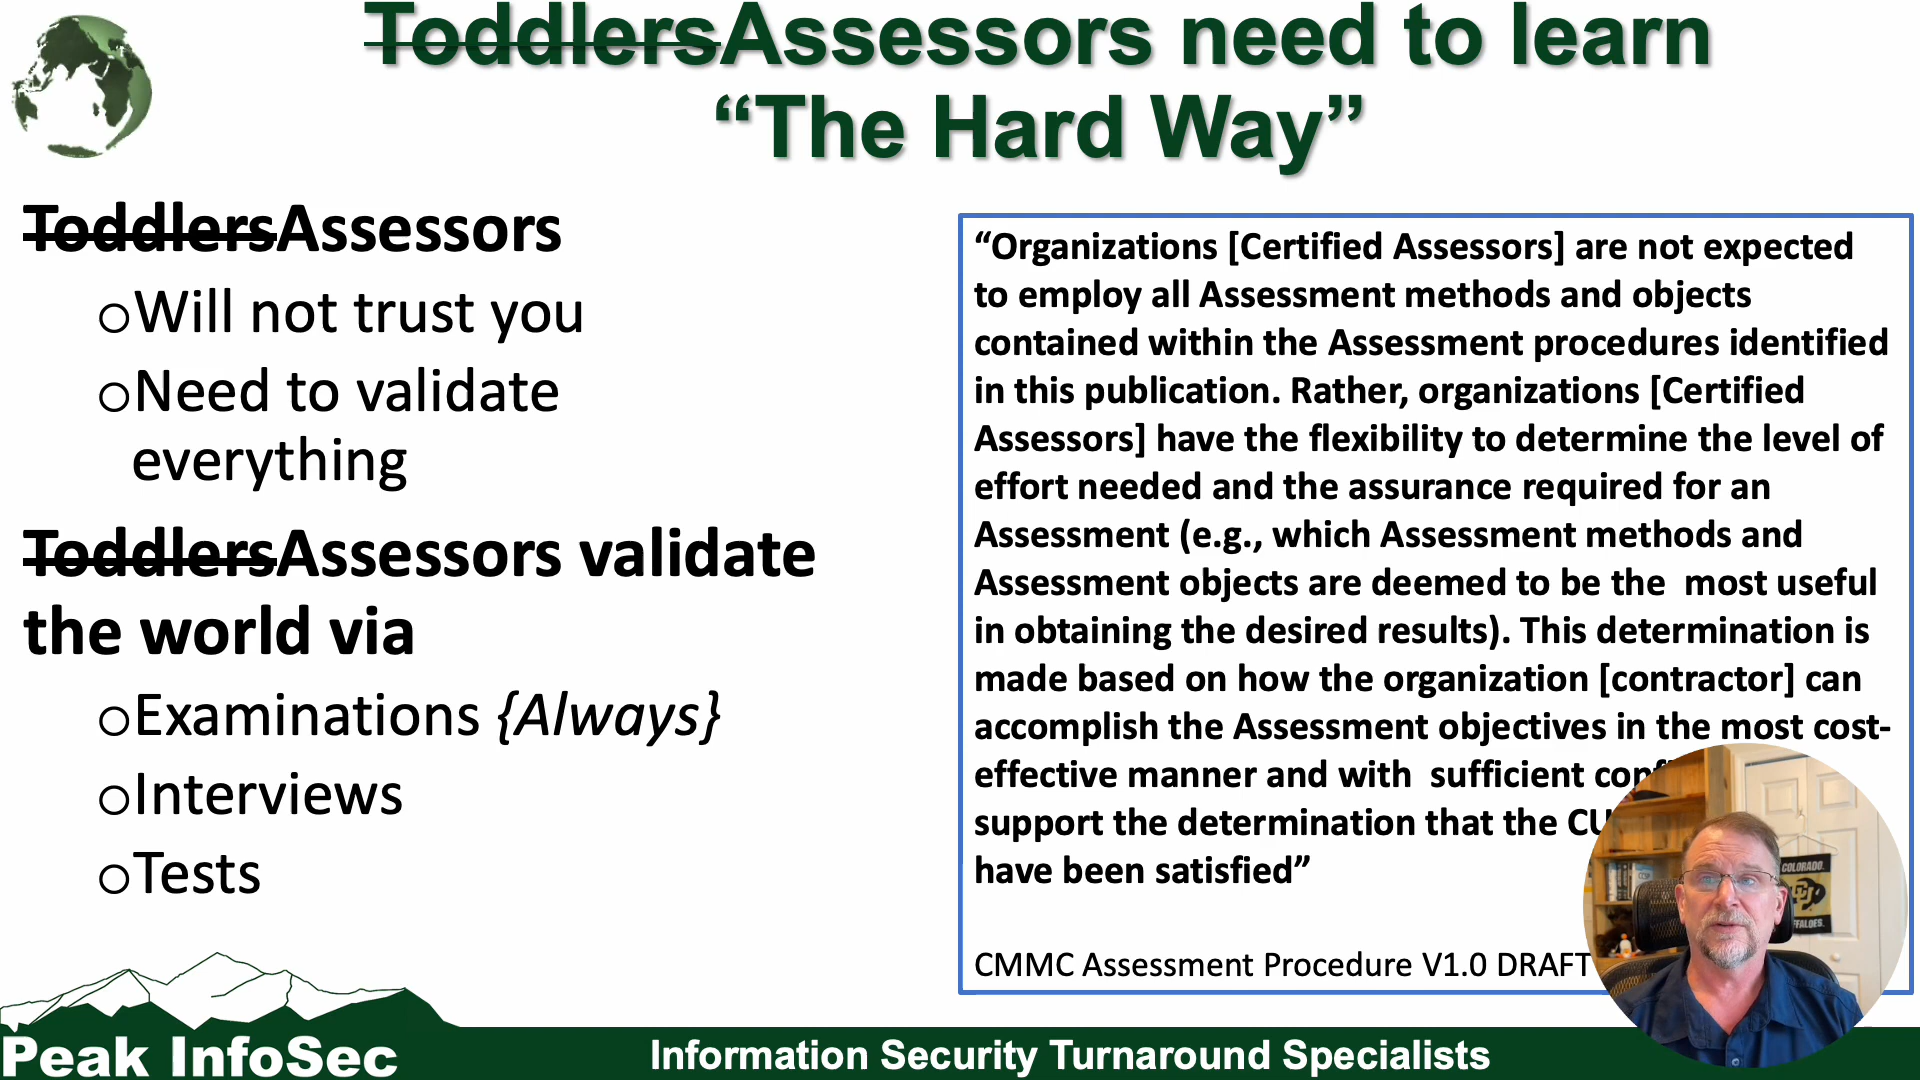 ToddlersAssessors need to learn
“The Hard Way”
ToddlersAssessors
oWill not trust you
oNeed to validate
everything
ToddlersAssessors validate
the world via
oExaminations {Always}
oInterviews
oTests
“Organizations [Certified Assessors] are not expected
to employ all Assessment methods and objects
contained within the Assessment procedures identified
in this publication. Rather, organizations [Certified
Assessors] have the flexibility to determine the level of
effort needed and the assurance required for an
Assessment (e.g., which Assessment methods and
Assessment objects are deemed to be the  most useful
in obtaining the desired results). This determination is
made based on how the organization [contractor] can
accomplish the Assessment objectives in the most cost-
effective manner and with  sufficient
support the determination that the
have been satisfied”
CMMC Assessment Procedure V1.0 DRAFT
COLORADO
CU
Peak InfoSec
Information Security Turnaround Specialists